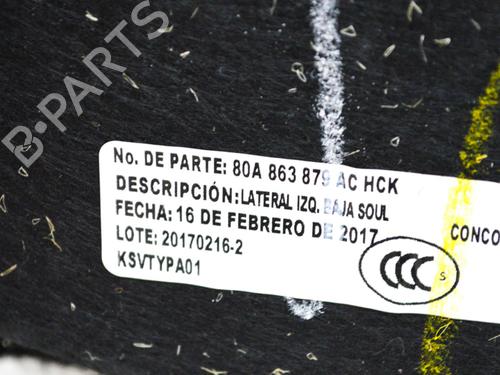 B-PARTS
No. DE PARTE: 80A 863 879 AC HCK
DESCRIPCIÓN: LATERAL IZQ. BAJA SOUL
FECHA: 16 DE FEBRERO DE 2017
CONCO
LOTE: 20170216-2
KSVTYPA01
CCC S